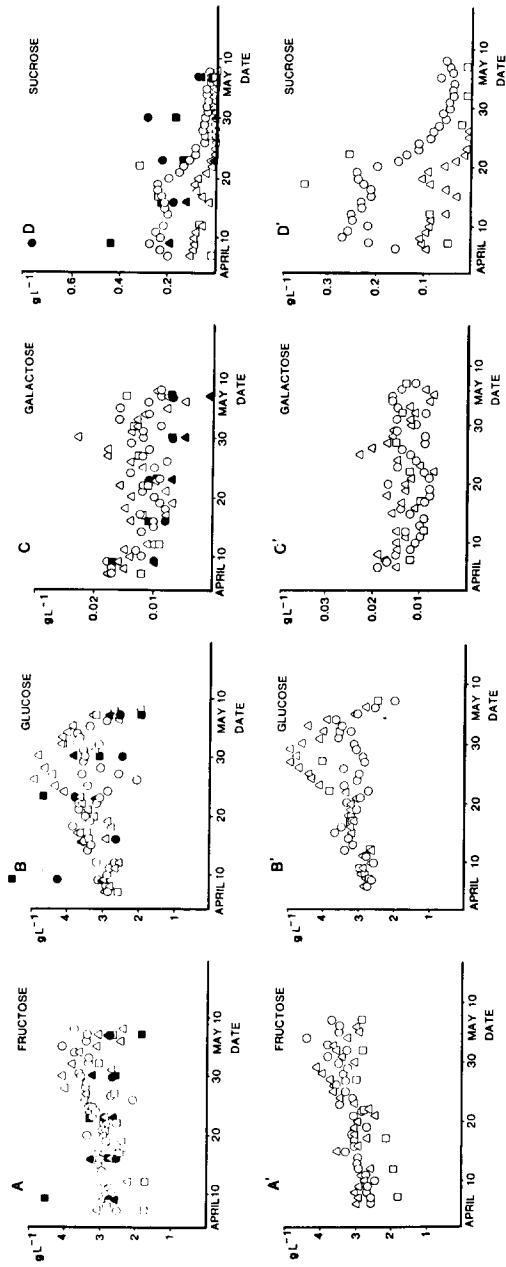 A FRUCTOSE
g L⁻¹
4
3
2
1
APRIL 10 20 30 MAY 10
DATE
B GLUCOSE
g L⁻¹
4
3
2
1
APRIL 10 20 30 MAY 10
DATE
C GALACTOSE
g L⁻¹
0.02
0.01
APRIL 10 20 30 MAY 10
DATE
D SUCROSE
g L⁻¹
0.6
0.4
0.2
APRIL 10 20 30 MAY 10
DATE
A' FRUCTOSE
g L⁻¹
4
3
2
1
APRIL 10 20 30 MAY 10
DATE
B' GLUCOSE
g L⁻¹
4
3
2
1
APRIL 10 20 30 MAY 10
DATE
C' GALACTOSE
g L⁻¹
0.03
0.02
0.01
APRIL 10 20 30 MAY 10
DATE
D' SUCROSE
g L⁻¹
0.3
0.2
0.1
APRIL 10 20 30 MAY 10
DATE